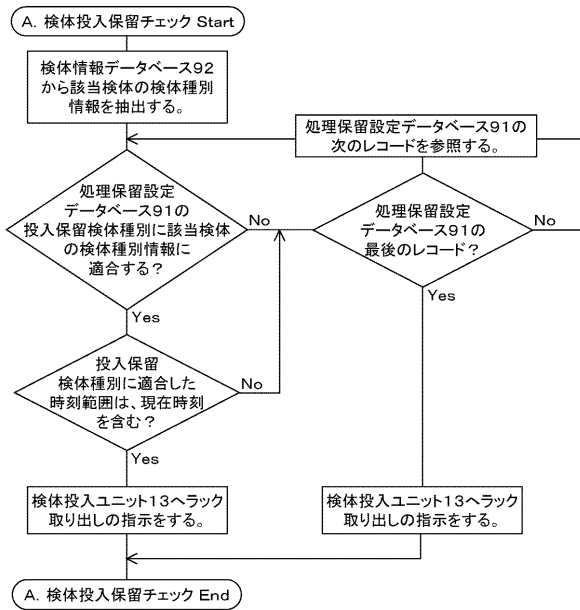 A. 検体投入保留チェック Start
検体情報データベース92
から該当検体の検体種別
情報を抽出する。
処理保留設定データベース91の
次のレコードを参照する。
処理保留設定
データベース91の
投入保留検体種別に該当検体
の検体種別情報に
適合する?
No
処理保留設定
データベース91の
最後のレコード?
No
Yes
Yes
投入保留
検体種別に適合した
時刻範囲は、現在時刻
を含む?
No
Yes
検体投入ユニット13へラック
取り出しの指示をする。
検体投入ユニット13へラック
取り出しの指示をする。
A. 検体投入保留チェック End